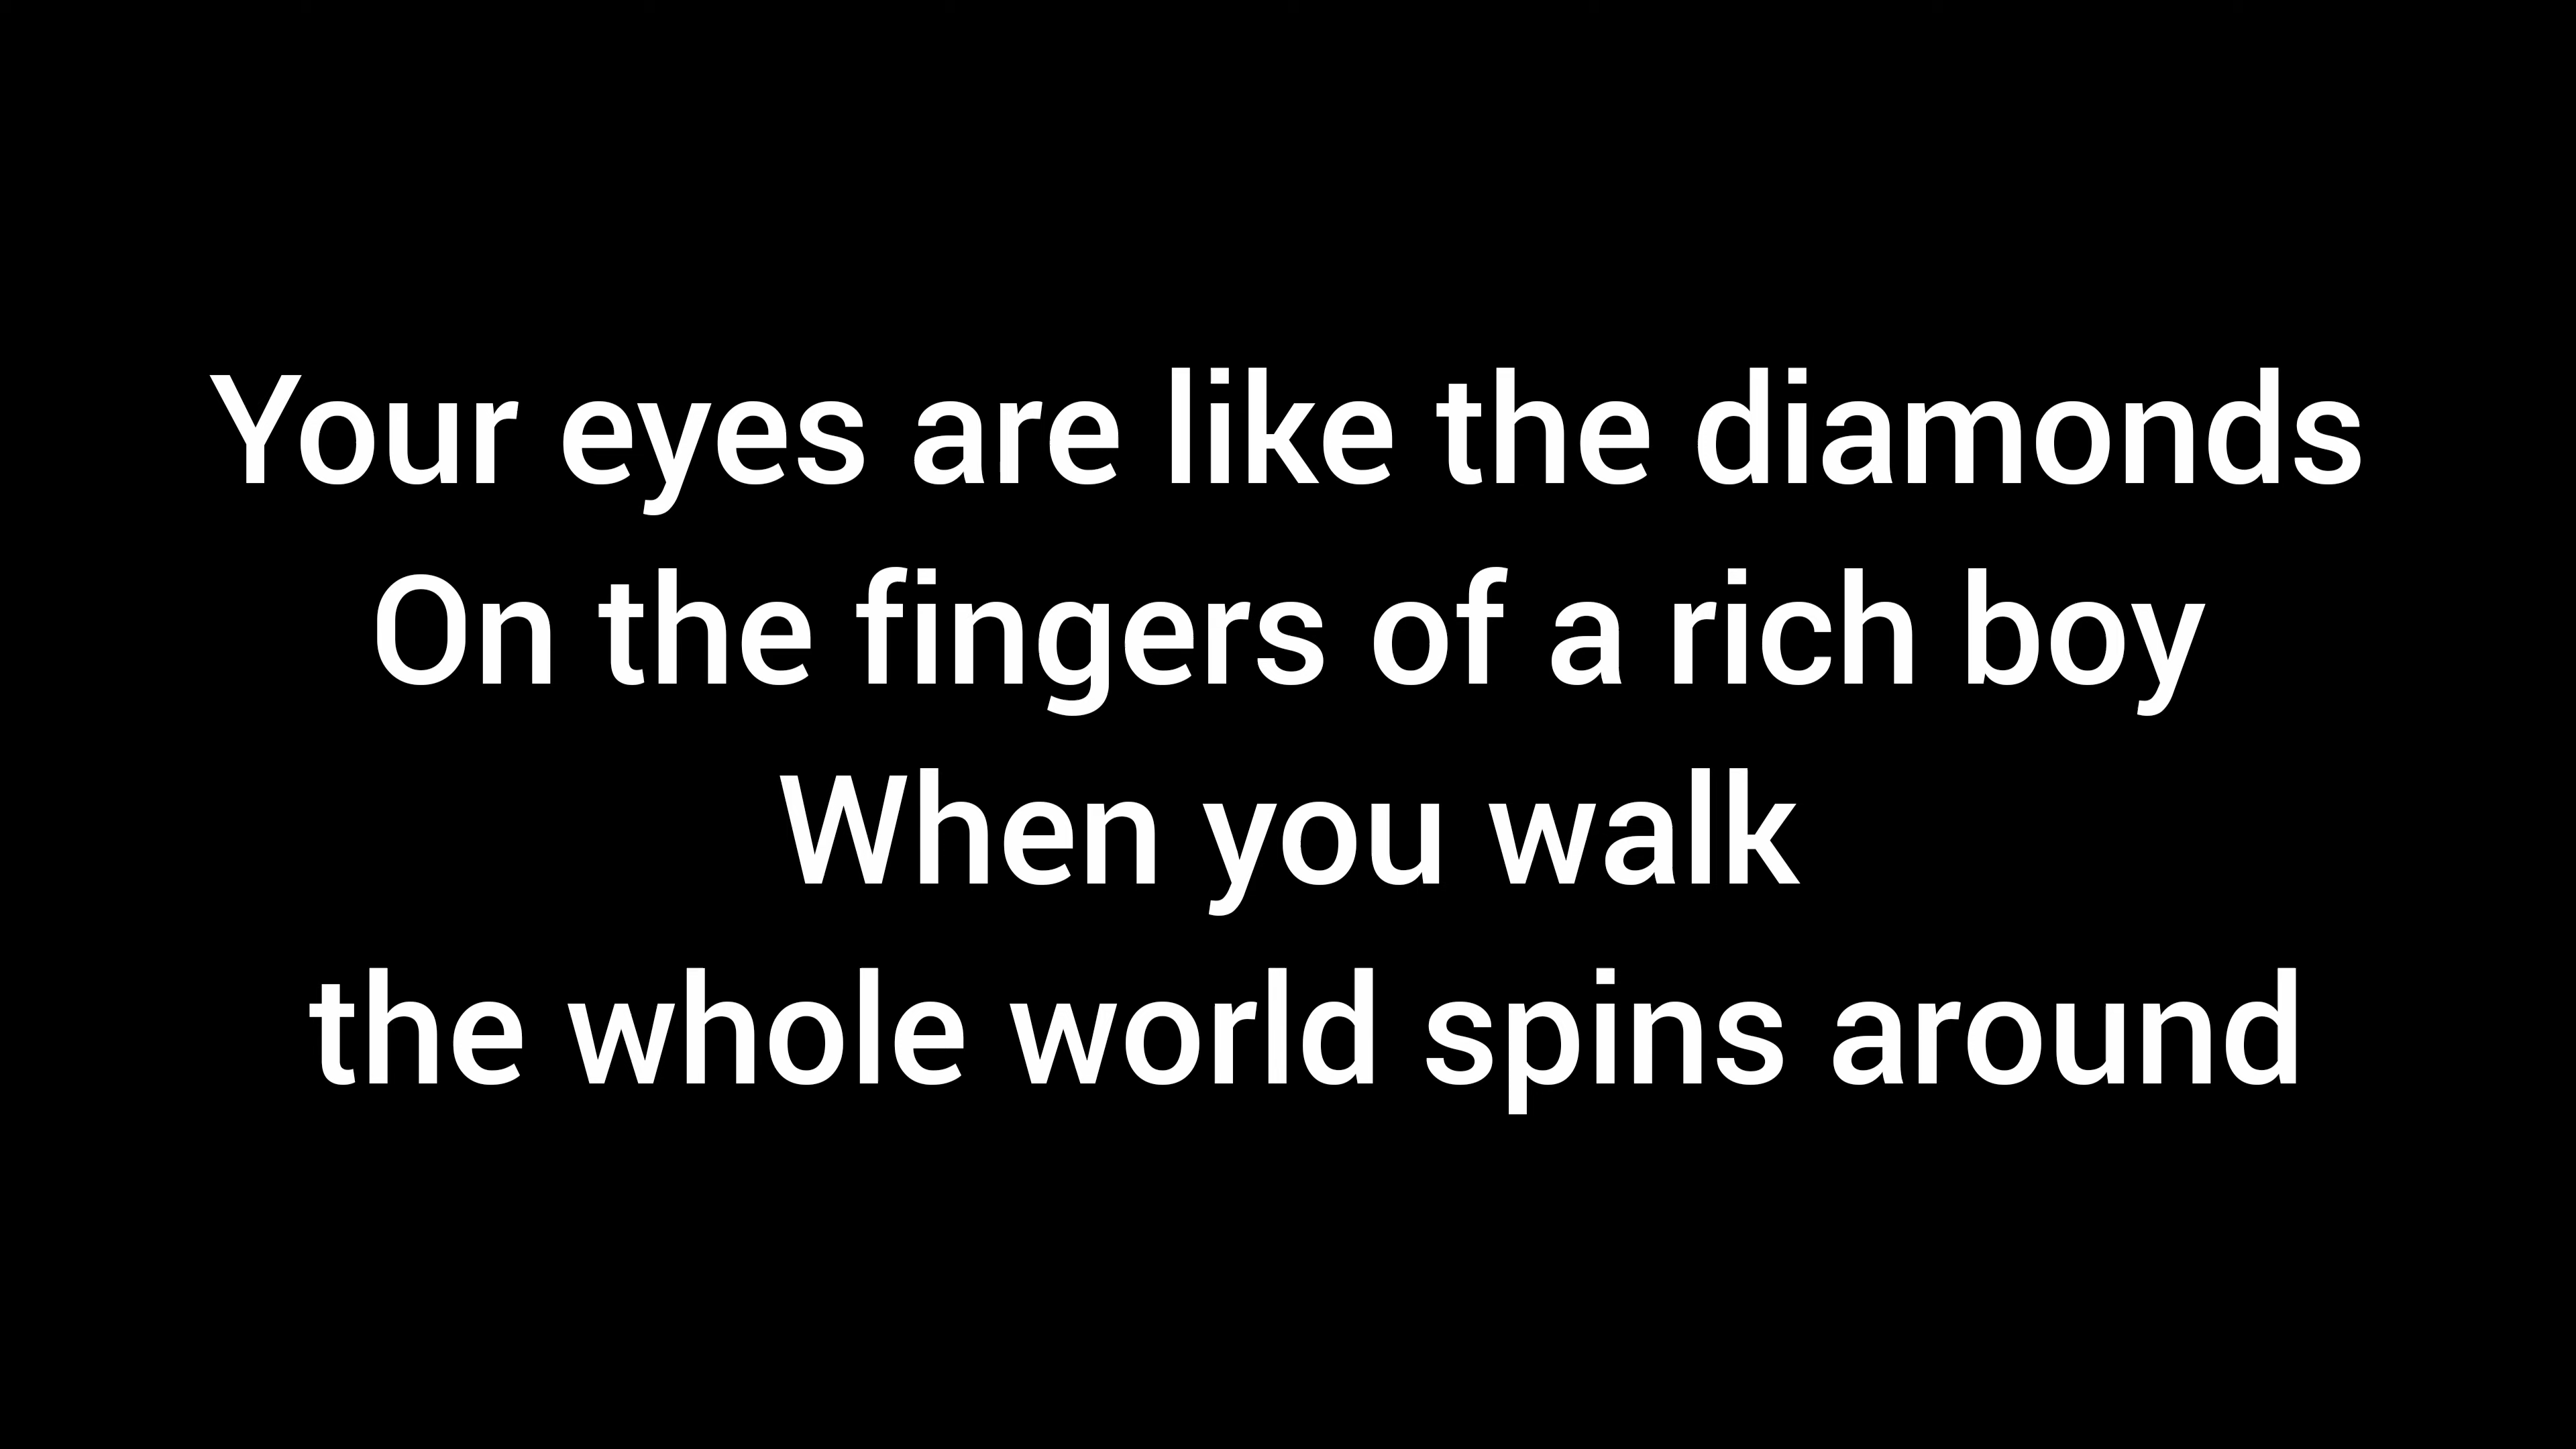 Your eyes are like the diamonds
On the fingers of a rich boy
When you walk
the whole world spins around